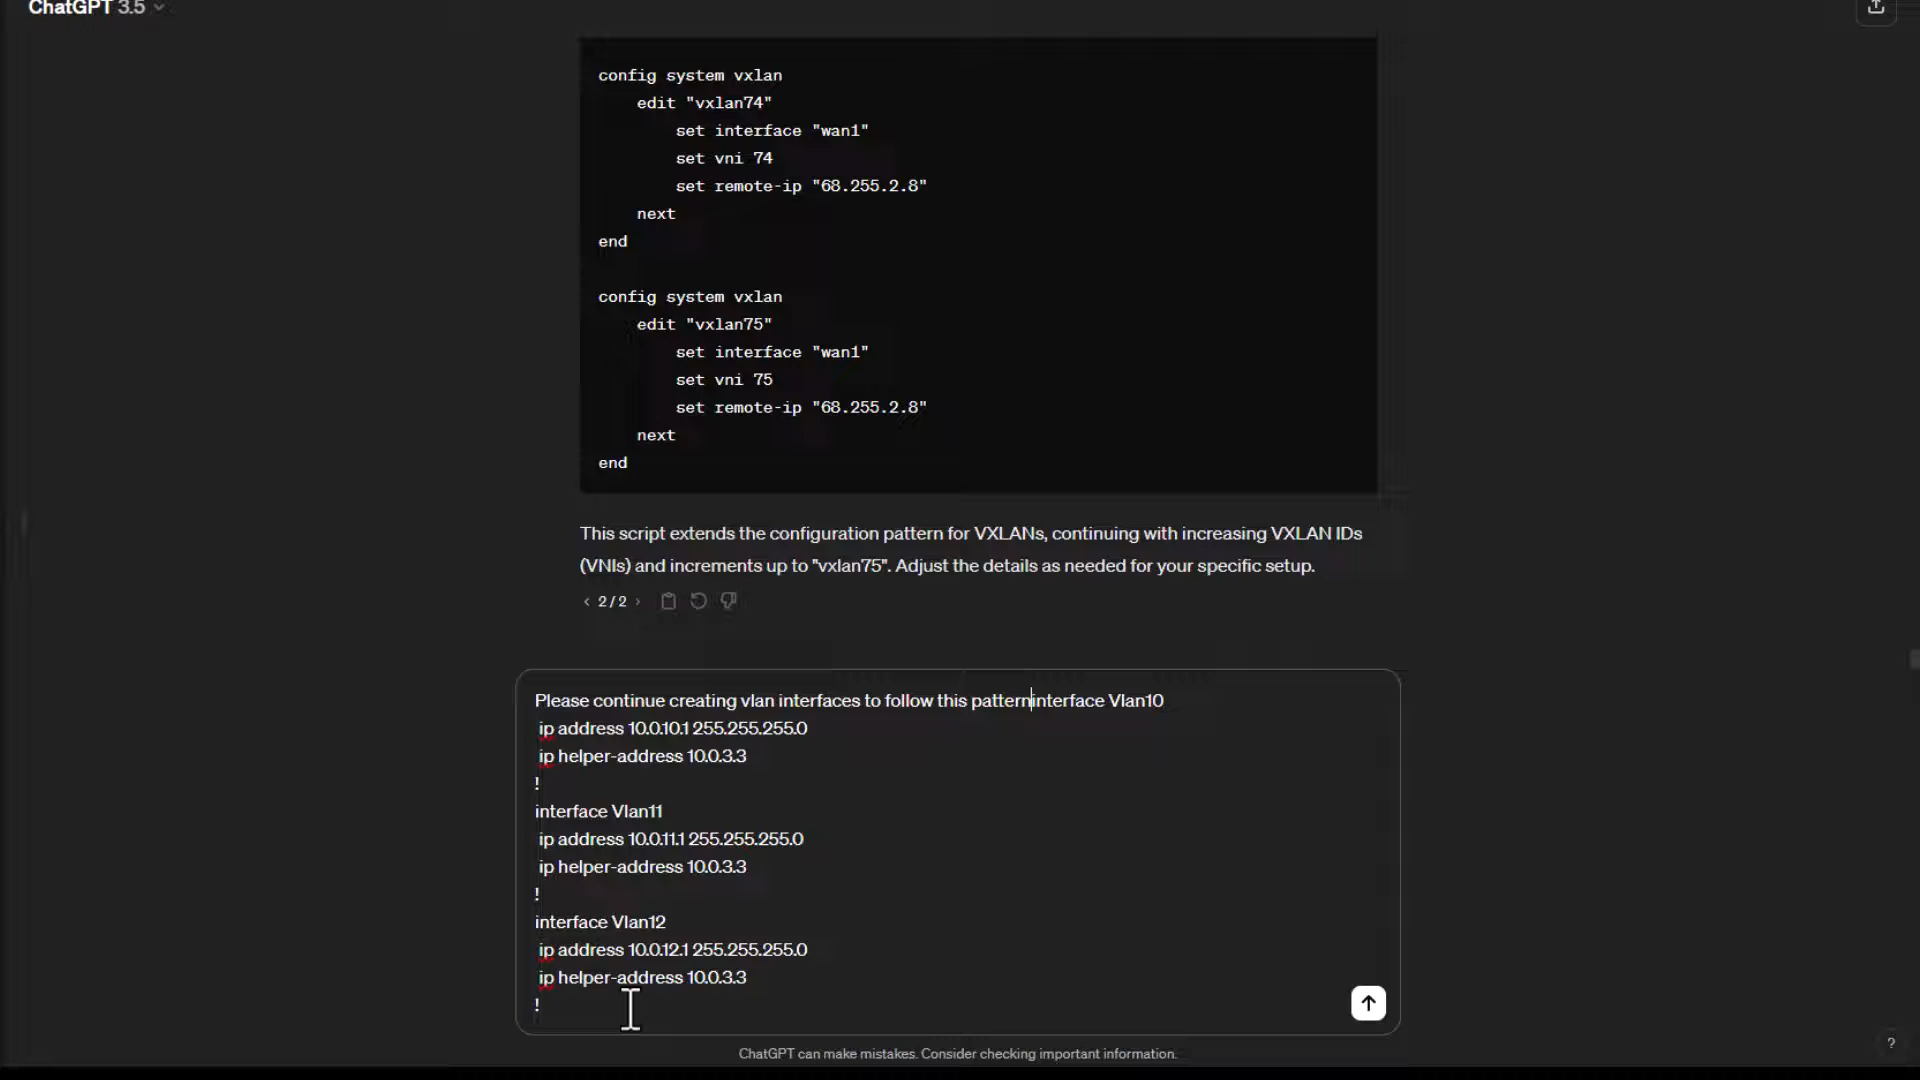 ChatGPT 3.5
config system vxlan
edit "vxlan74"
set interface "wan1"
set vni 74
set remote-ip "68.255.2.8"
next
end
config system vxlan
edit "vxlan75"
set interface "wan1"
set vni 75
set remote-ip "68.255.2.8"
next
end
This script extends the configuration pattern for VXLANs, continuing with increasing VXLAN IDs
(VNIs) and increments up to "vxlan75". Adjust the details as needed for your specific setup.
‹ 2 / 2 ›
Please continue creating vlan interfaces to follow this patterninterface Vlan10
ip address 10.0.10.1 255.255.255.0
ip helper-address 10.0.3.3
!
interface Vlan11
ip address 10.0.11.1 255.255.255.0
ip helper-address 10.0.3.3
!
interface Vlan12
ip address 10.0.12.1 255.255.255.0
ip helper-address 10.0.3.3
!
ChatGPT can make mistakes. Consider checking important information.
?